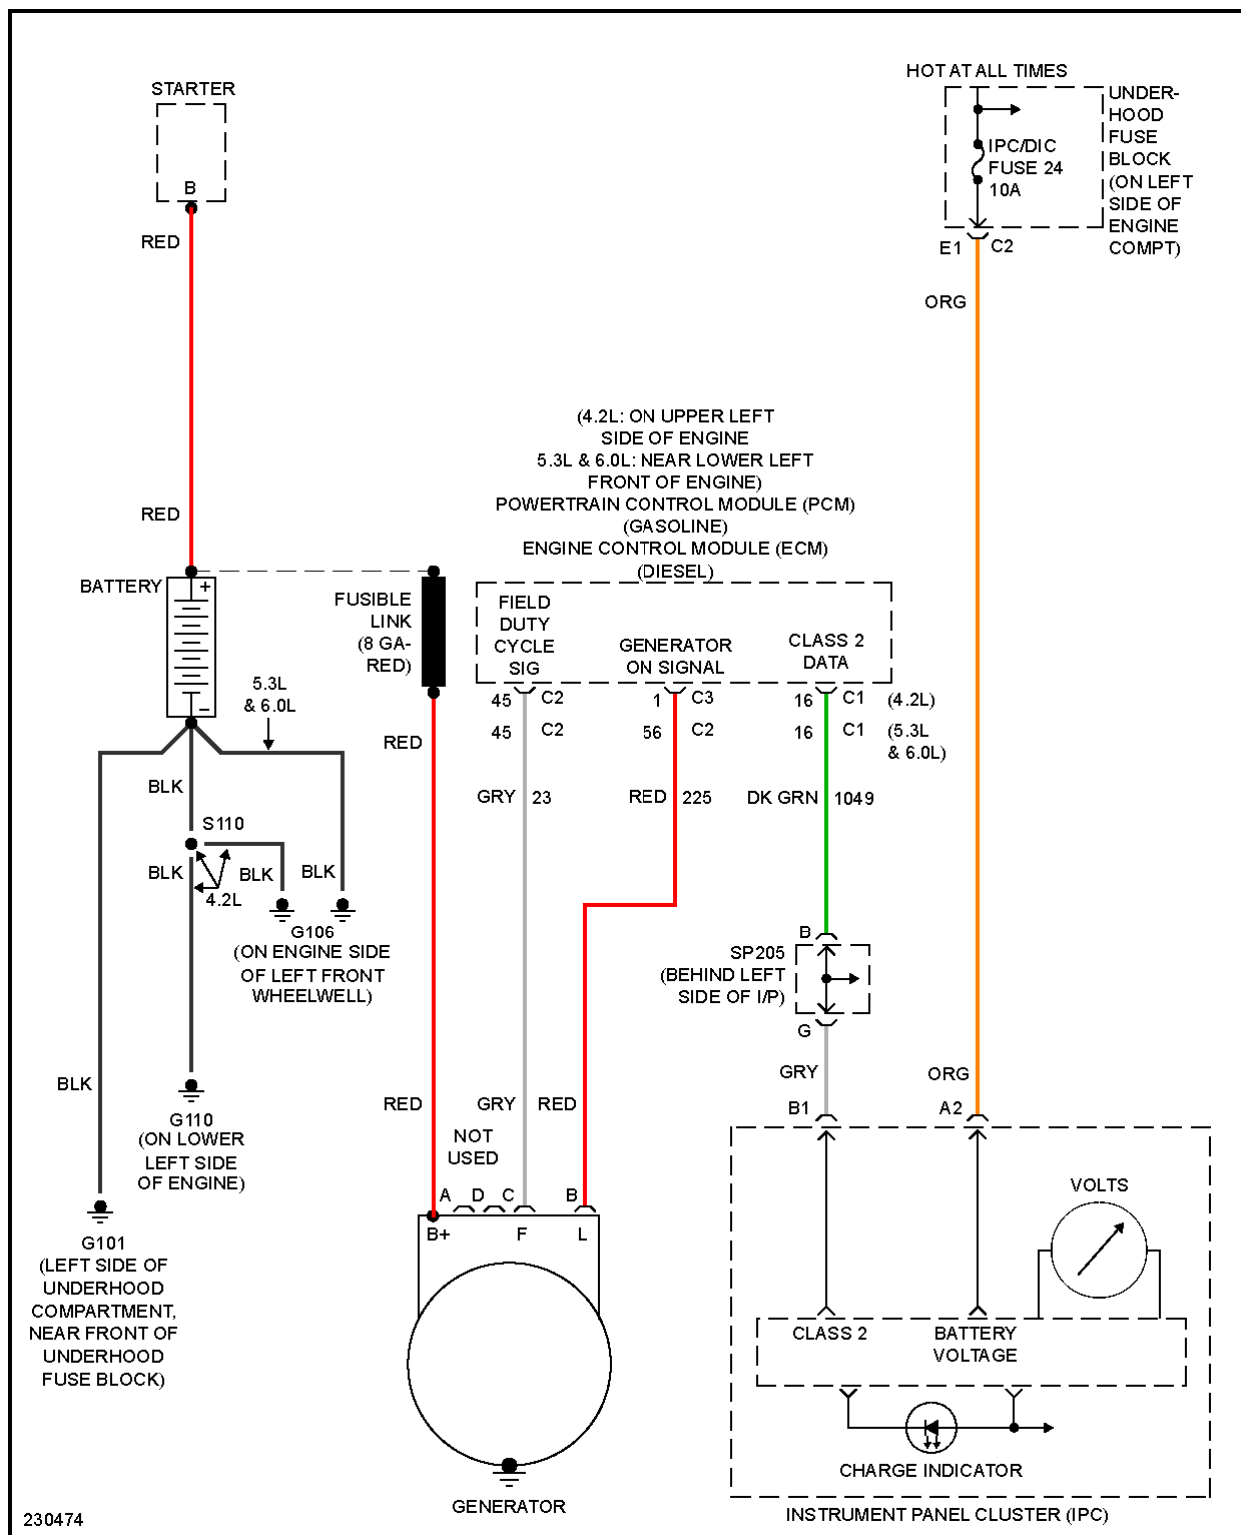 HOT AT ALL TIMES
STARTER
B
RED
RED
UNDER-
HOOD
FUSE
BLOCK
(ON LEFT
SIDE OF
ENGINE
COMPT)
IPC/DIC
FUSE 24
10A
E1
C2
ORG
(4.2L: ON UPPER LEFT
SIDE OF ENGINE
5.3L & 6.0L: NEAR LOWER LEFT
FRONT OF ENGINE)
POWERTRAIN CONTROL MODULE (PCM)
(GASOLINE)
ENGINE CONTROL MODULE (ECM)
(DIESEL)
BATTERY
+
–
FUSIBLE
LINK
(8 GA-
RED)
FIELD
DUTY
CYCLE
SIG
GENERATOR
ON SIGNAL
CLASS 2
DATA
45 C2 1 C3 16 C1 (4.2L)
45 C2 56 C2 16 C1 (5.3L
& 6.0L)
5.3L
& 6.0L
RED
BLK
GRY 23
RED 225
DK GRN 1049
S110
BLK
BLK
BLK
4.2L
G106
(ON ENGINE SIDE
OF LEFT FRONT
WHEELWELL)
B
SP205
(BEHIND LEFT
SIDE OF I/P)
G
GRY
ORG
BLK
RED
GRY
RED
B1
A2
G110
(ON LOWER
LEFT SIDE
OF ENGINE)
NOT
USED
A D C B
B+ F L
G101
(LEFT SIDE OF
UNDERHOOD
COMPARTMENT,
NEAR FRONT OF
UNDERHOOD
FUSE BLOCK)
VOLTS
CLASS 2
BATTERY
VOLTAGE
CHARGE INDICATOR
GENERATOR
INSTRUMENT PANEL CLUSTER (IPC)
230474